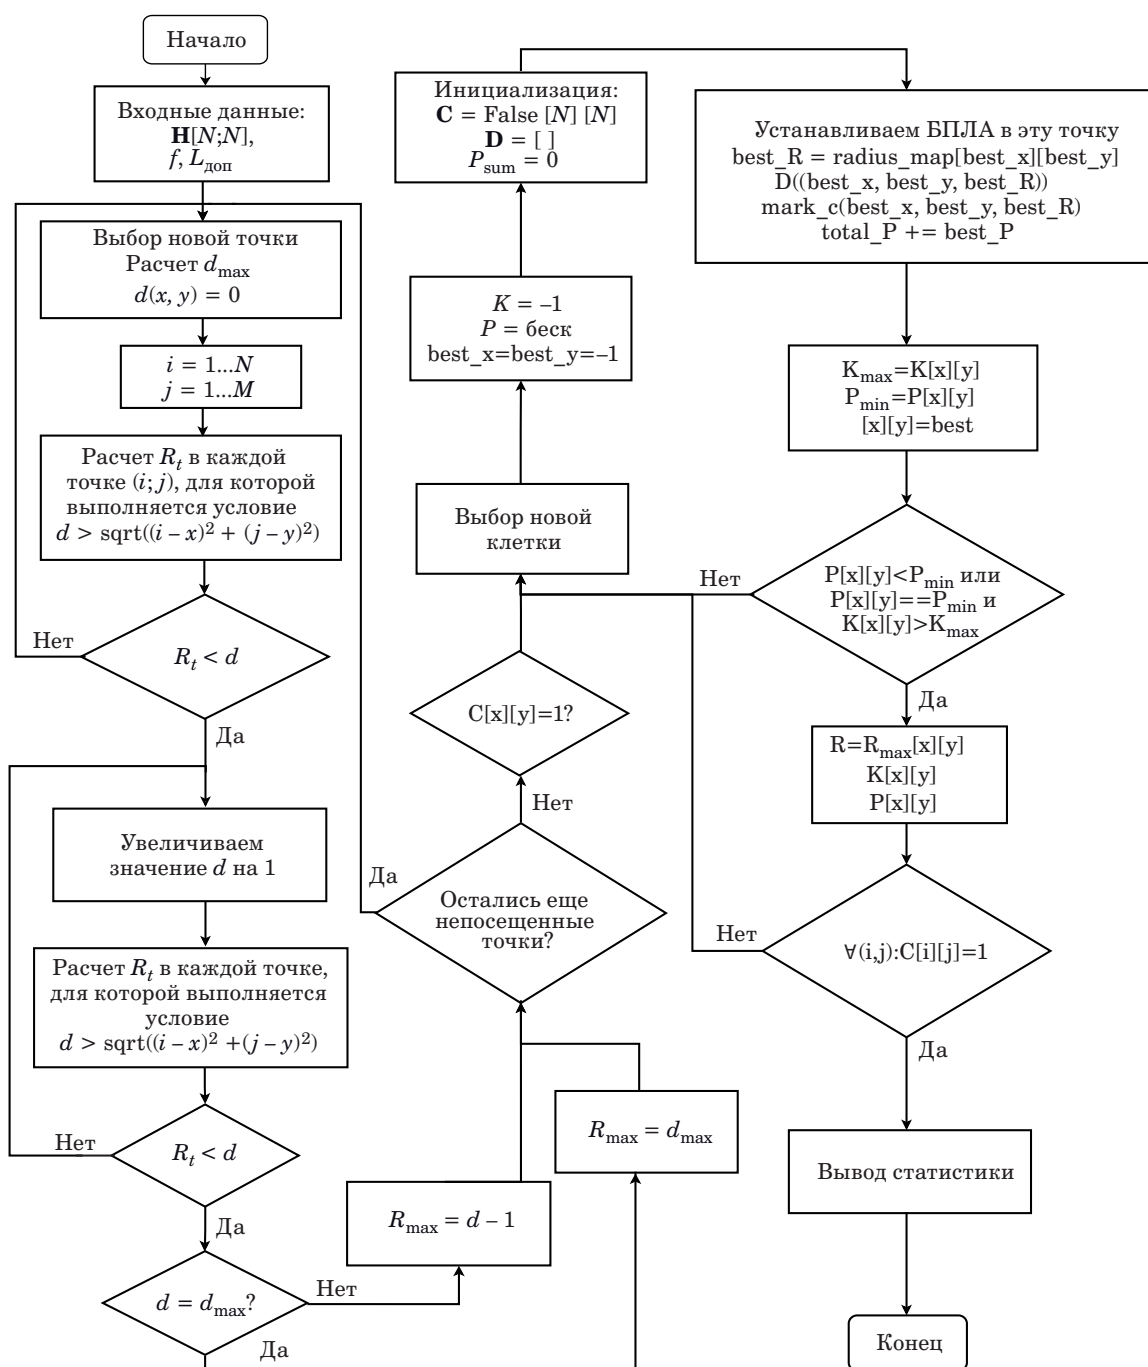 Начало
Входные данные:
H[N;N],
f, Lдоп
Выбор новой точки
Расчет dmax
d(x, y) = 0
i = 1...N
j = 1...M
Расчет Rt в каждой
точке (i; j), для которой
выполняется условие
d > sqrt((i – x)2 + (j – y)2)
Нет
Rt < d
Да
Увеличиваем
значение d на 1
Расчет Rt в каждой точке,
для которой выполняется
условие
d > sqrt((i – x)2 +(j – y)2)
Нет
Rt < d
Да
d = dmax?
Нет
Да
Rmax = d – 1
Rmax = dmax
Остались еще
непосещенные
точки?
Да
Нет
C[x][y]=1?
Выбор новой
клетки
K = –1
P = беск
best_x=best_y=–1
Инициализация:
C = False [N] [N]
D = [ ]
Psum = 0
Устанавливаем БПЛА в эту точку
best_R = radius_map[best_x][best_y]
D((best_x, best_y, best_R))
mark_c(best_x, best_y, best_R)
total_P += best_P
Kmax=K[x][y]
Pmin=P[x][y]
[x][y]=best
Нет
P[x][y]<Pmin или
P[x][y]==Pmin и
K[x][y]>Kmax
Да
R=Rmax[x][y]
K[x][y]
P[x][y]
Нет
∀(i,j):C[i][j]=1
Да
Вывод статистики
Конец